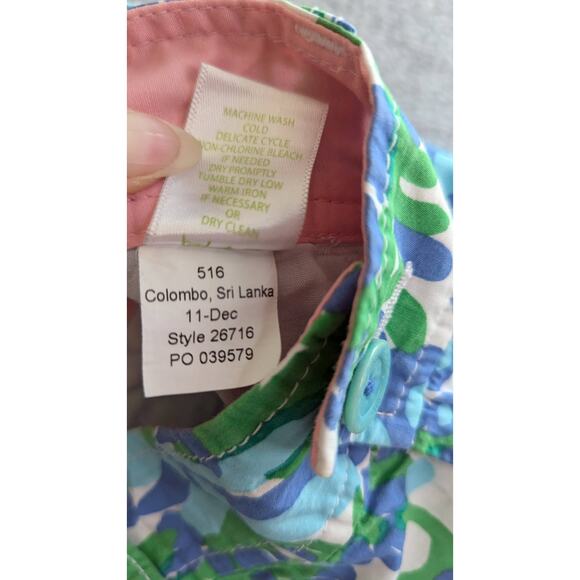 MACHINE WASH
COLD
DELICATE CYCLE
NON-CHLORINE BLEACH
IF NEEDED
DRY PROMPTLY
TUMBLE DRY LOW
WARM IRON
IF NECESSARY
OR
DRY CLEAN
516
Colombo, Sri Lanka
11-Dec
Style 26716
PO 039579